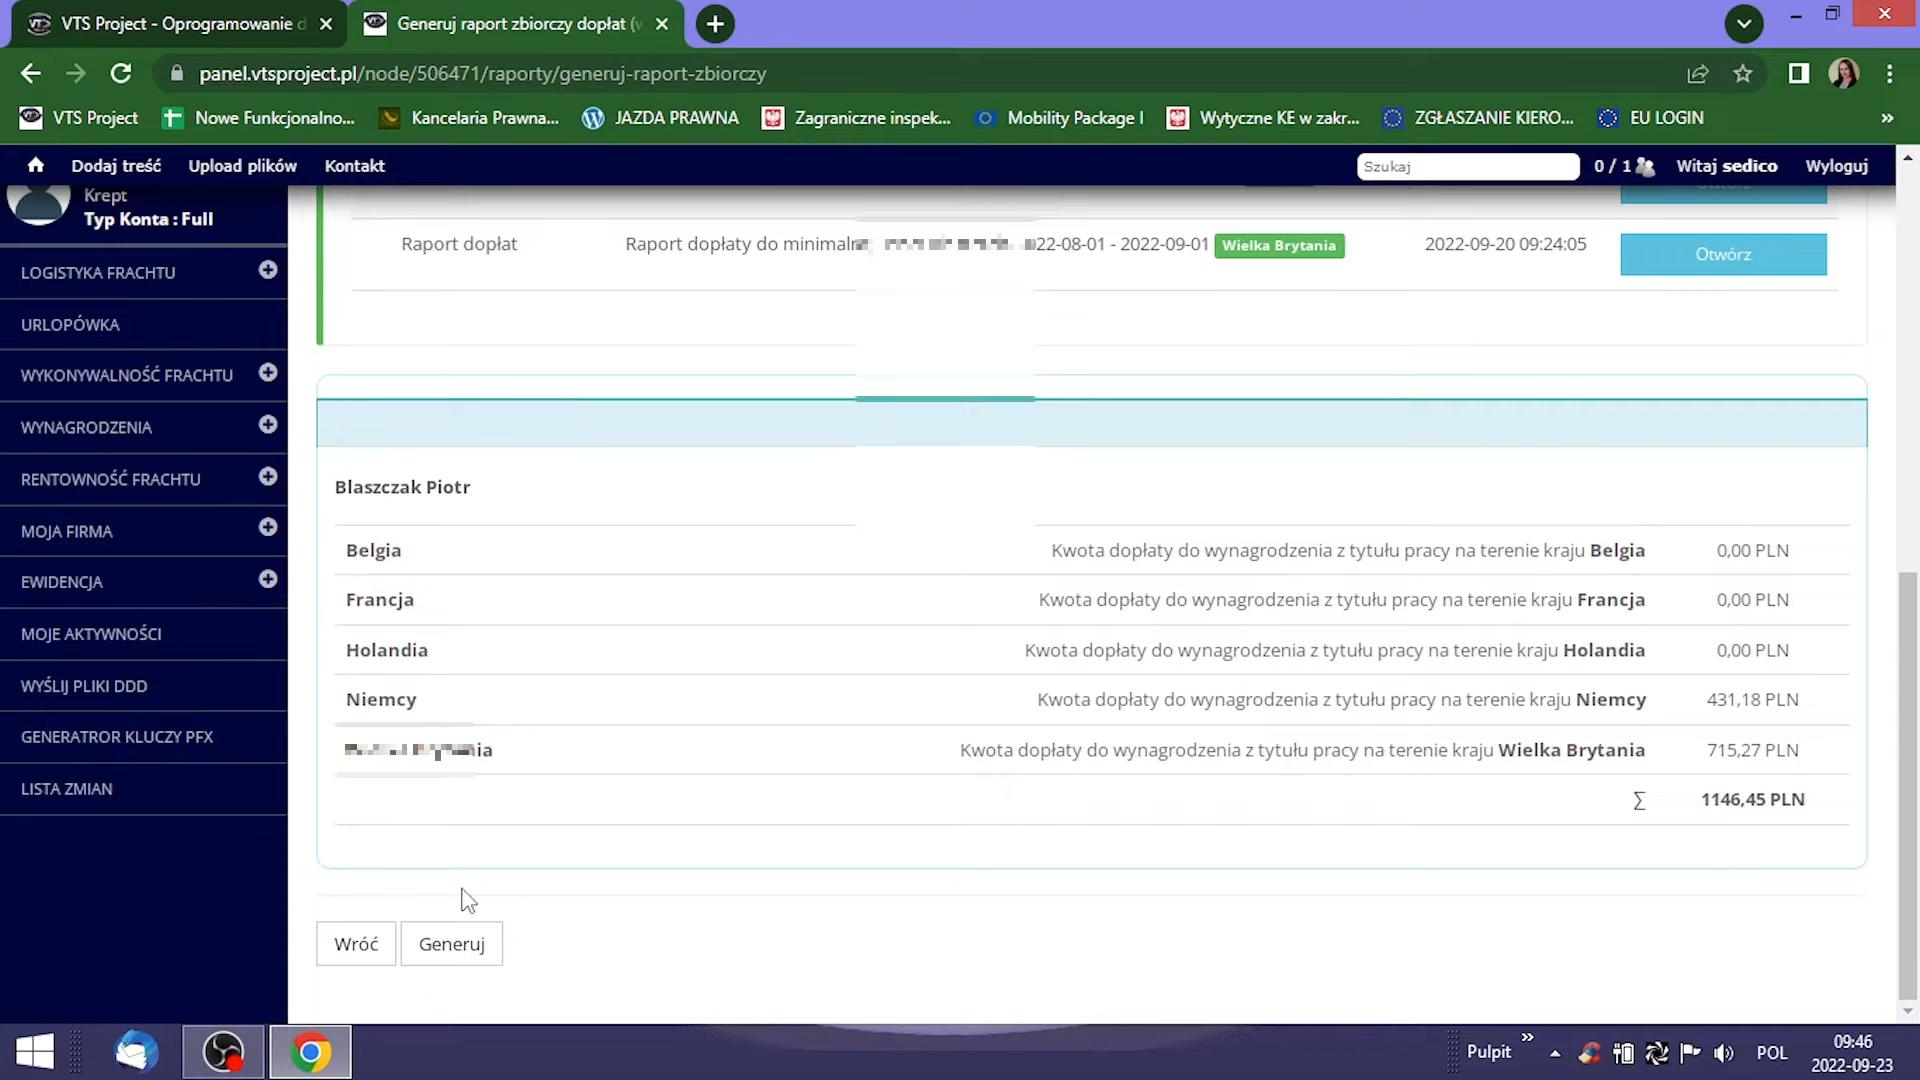 VTS Project - Oprogramowanie d
Generuj raport zbiorczy dopłat (w
panel.vtsproject.pl/node/506471/raporty/generuj-raport-zbiorczy
VTS Project
Nowe Funkcjonalno...
Kancelaria Prawna...
JAZDA PRAWNA
Zagraniczne inspek...
Mobility Package I
Wytyczne KE w zakr...
ZGŁASZANIE KIERO...
EU LOGIN
»
Dodaj treść
Upload plików
Kontakt
Szukaj
0 / 1
Witaj sedico
Wyloguj
Krept
Typ Konta : Full
LOGISTYKA FRACHTU
URLOPÓWKA
WYKONYWALNOŚĆ FRACHTU
WYNAGRODZENIA
RENTOWNOŚĆ FRACHTU
MOJA FIRMA
EWIDENCJA
MOJE AKTYWNOŚCI
WYŚLIJ PLIKI DDD
GENERATROR KLUCZY PFX
LISTA ZMIAN
Raport dopłat
Raport dopłaty do 22-08-01 - 2022-09-01 Wielka Brytania
2022-09-20 09:24:05
Otwórz
Blaszczak Piotr
Belgia Kwota dopłaty do wynagrodzenia z tytułu pracy na terenie kraju Belgia 0,00 PLN
Francja Kwota dopłaty do wynagrodzenia z tytułu pracy na terenie kraju Francja 0,00 PLN
Holandia Kwota dopłaty do wynagrodzenia z tytułu pracy na terenie kraju Holandia 0,00 PLN
Niemcy Kwota dopłaty do wynagrodzenia z tytułu pracy na terenie kraju Niemcy 431,18 PLN
Kwota dopłaty do wynagrodzenia z tytułu pracy na terenie kraju Wielka Brytania 715,27 PLN
∑ 1146,45 PLN
Wróć
Generuj
Pulpit
»
POL
09:46
2022-09-23